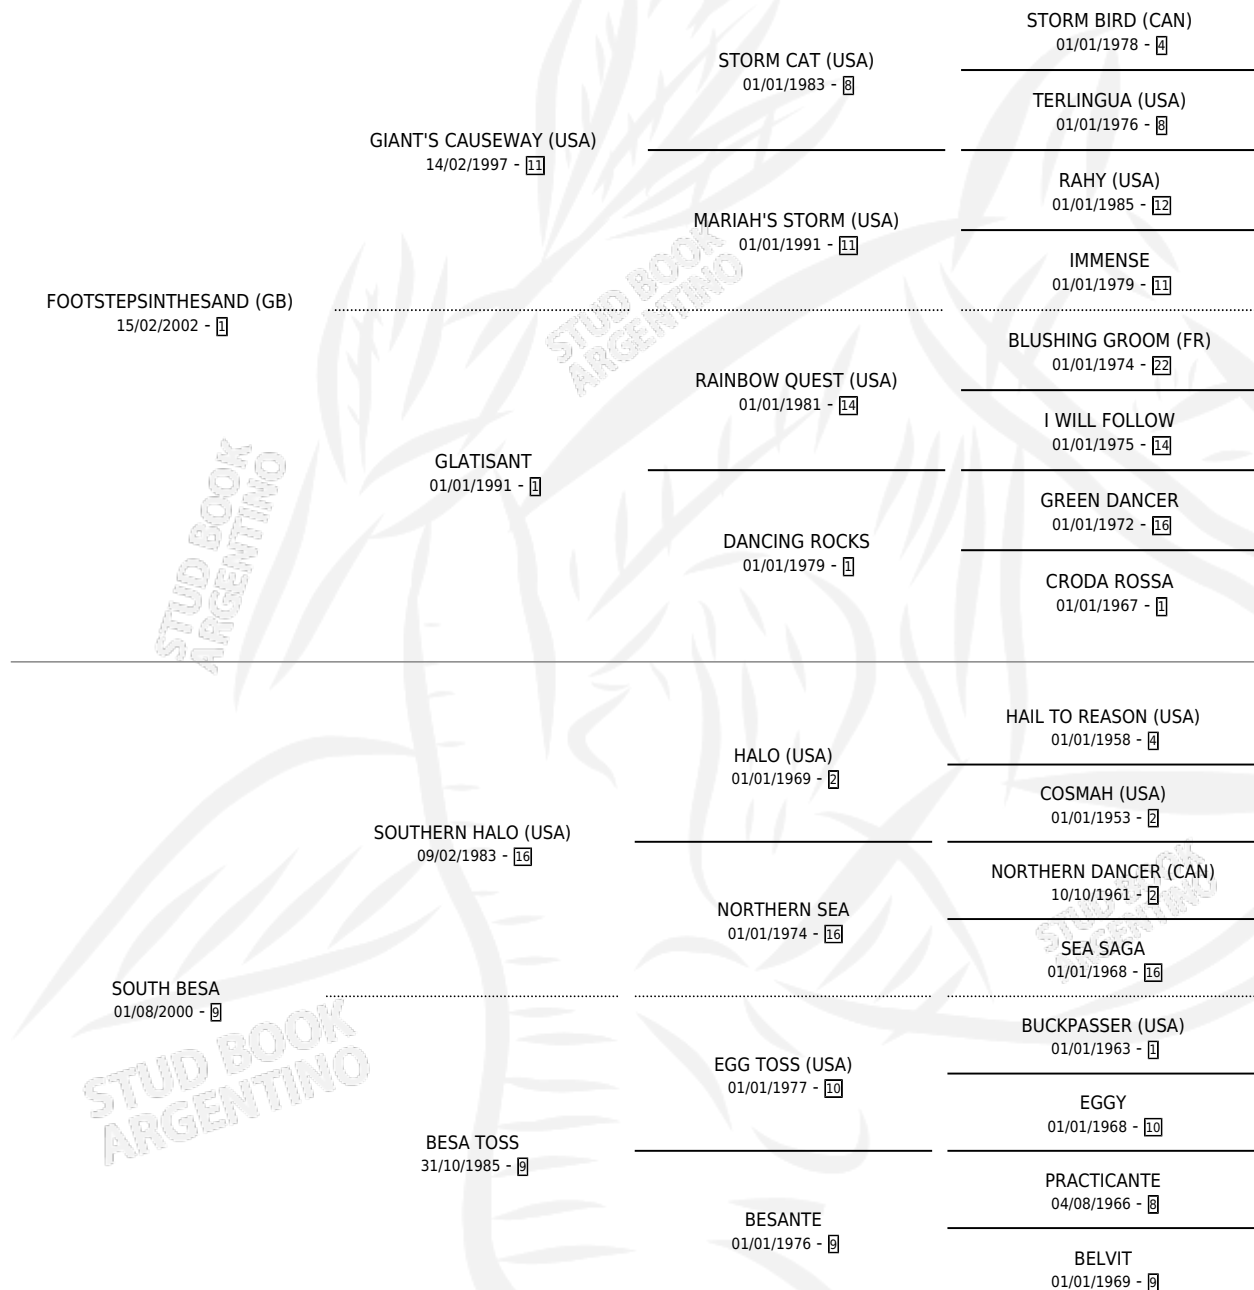 STORM BIRD (CAN)
01/01/1978 - 4
STORM CAT (USA)
01/01/1983 - 8
TERLINGUA (USA)
01/01/1976 - 8
GIANT'S CAUSEWAY (USA)
14/02/1997 - 11
RAHY (USA)
01/01/1985 - 12
MARIAH'S STORM (USA)
01/01/1991 - 11
IMMENSE
01/01/1979 - 11
FOOTSTEPSINTHESAND (GB)
15/02/2002 - 1
STUD BOOK
ARGENTINO
BLUSHING GROOM (FR)
01/01/1974 - 22
RAINBOW QUEST (USA)
01/01/1981 - 14
I WILL FOLLOW
01/01/1975 - 14
GLATISANT
01/01/1991 - 1
GREEN DANCER
01/01/1972 - 16
DANCING ROCKS
01/01/1979 - 1
CRODA ROSSA
01/01/1967 - 1
STUD BOOK
ARGENTINO
HAIL TO REASON (USA)
01/01/1958 - 4
HALO (USA)
01/01/1969 - 2
COSMAH (USA)
01/01/1953 - 2
SOUTHERN HALO (USA)
09/02/1983 - 16
NORTHERN DANCER (CAN)
10/10/1961 - 2
NORTHERN SEA
01/01/1974 - 16
SEA SAGA
01/01/1968 - 16
STUD BOOK
ARGENTINO
SOUTH BESA
01/08/2000 - 9
BUCKPASSER (USA)
01/01/1963 - 1
EGG TOSS (USA)
01/01/1977 - 10
EGGY
01/01/1968 - 10
STUD BOOK
ARGENTINO
BESA TOSS
31/10/1985 - 9
PRACTICANTE
04/08/1966 - 8
BESANTE
01/01/1976 - 9
BELVIT
01/01/1969 - 9